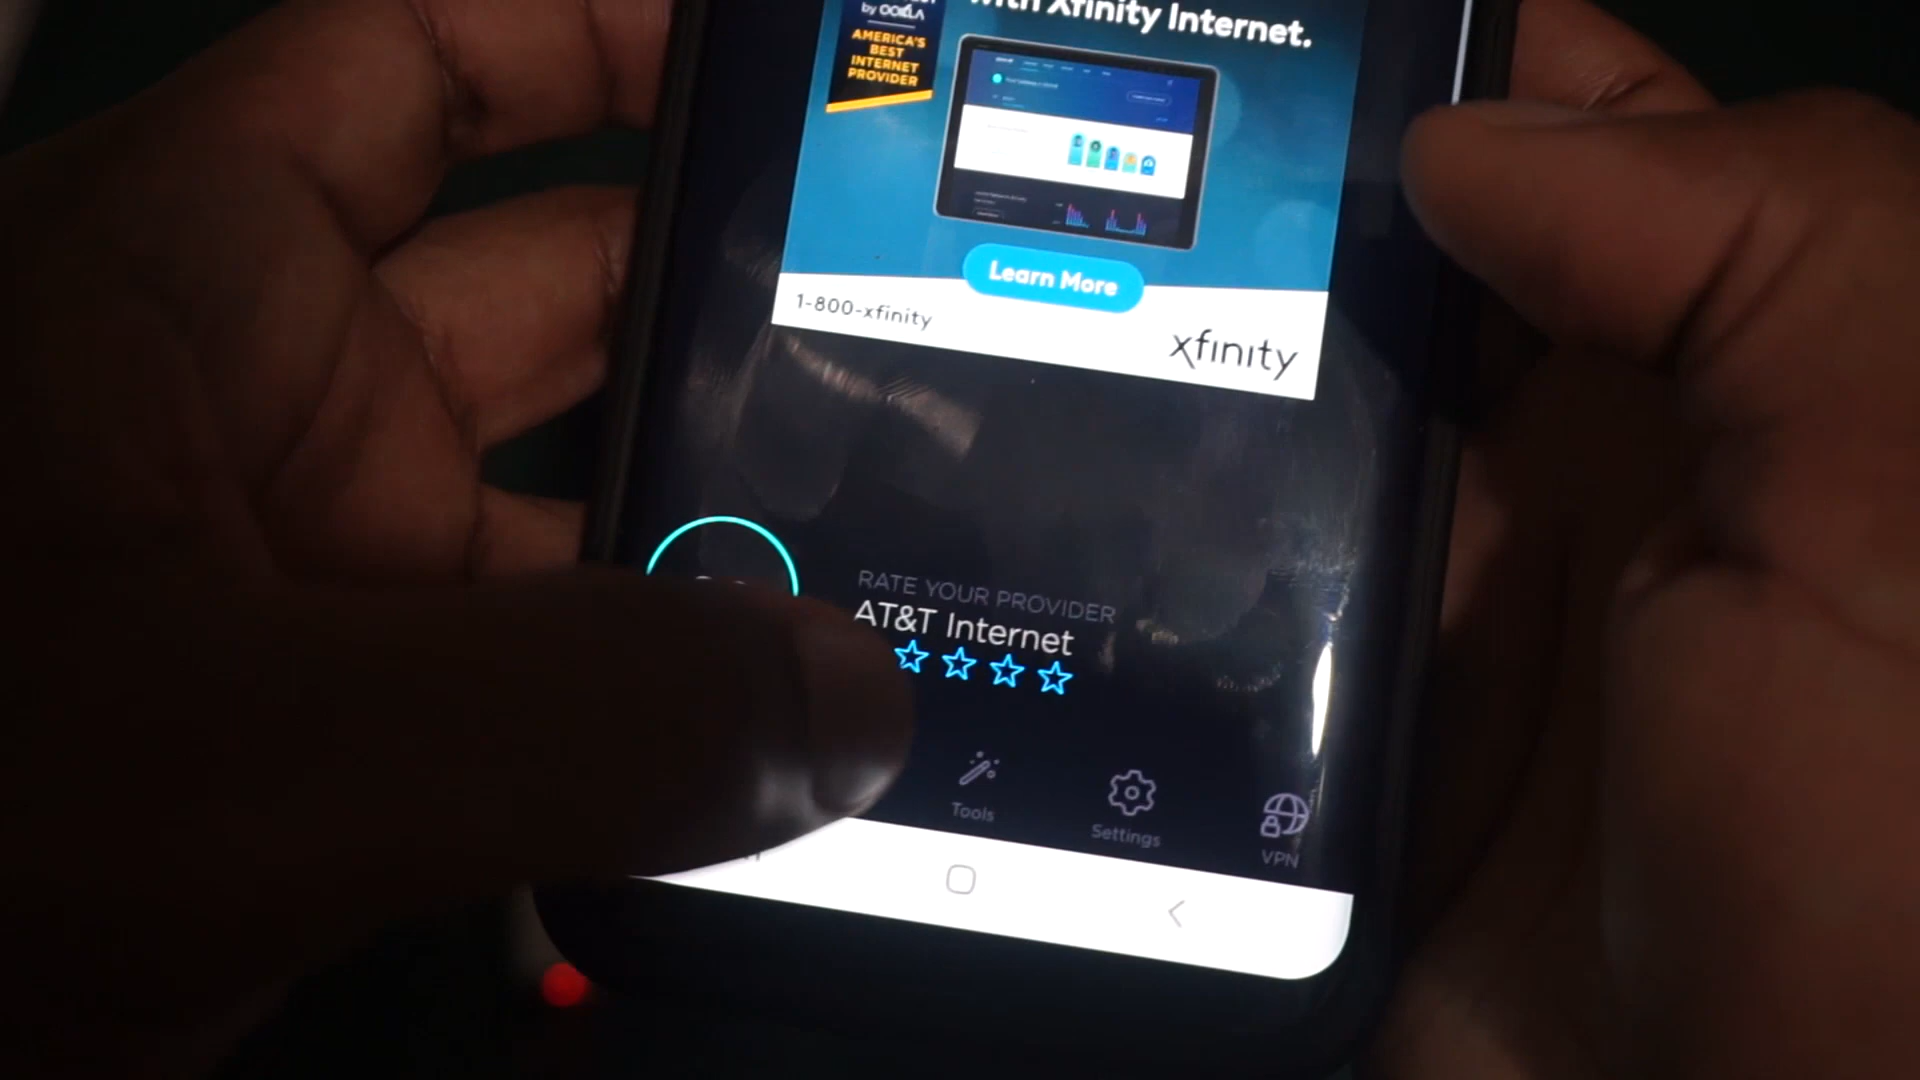 by OOKLA
with Xfinity Internet.
AMERICA'S
BEST
INTERNET
PROVIDER
Learn More
1-800-xfinity
xfinity
RATE YOUR PROVIDER
AT&T Internet
Tools
Settings
VPN